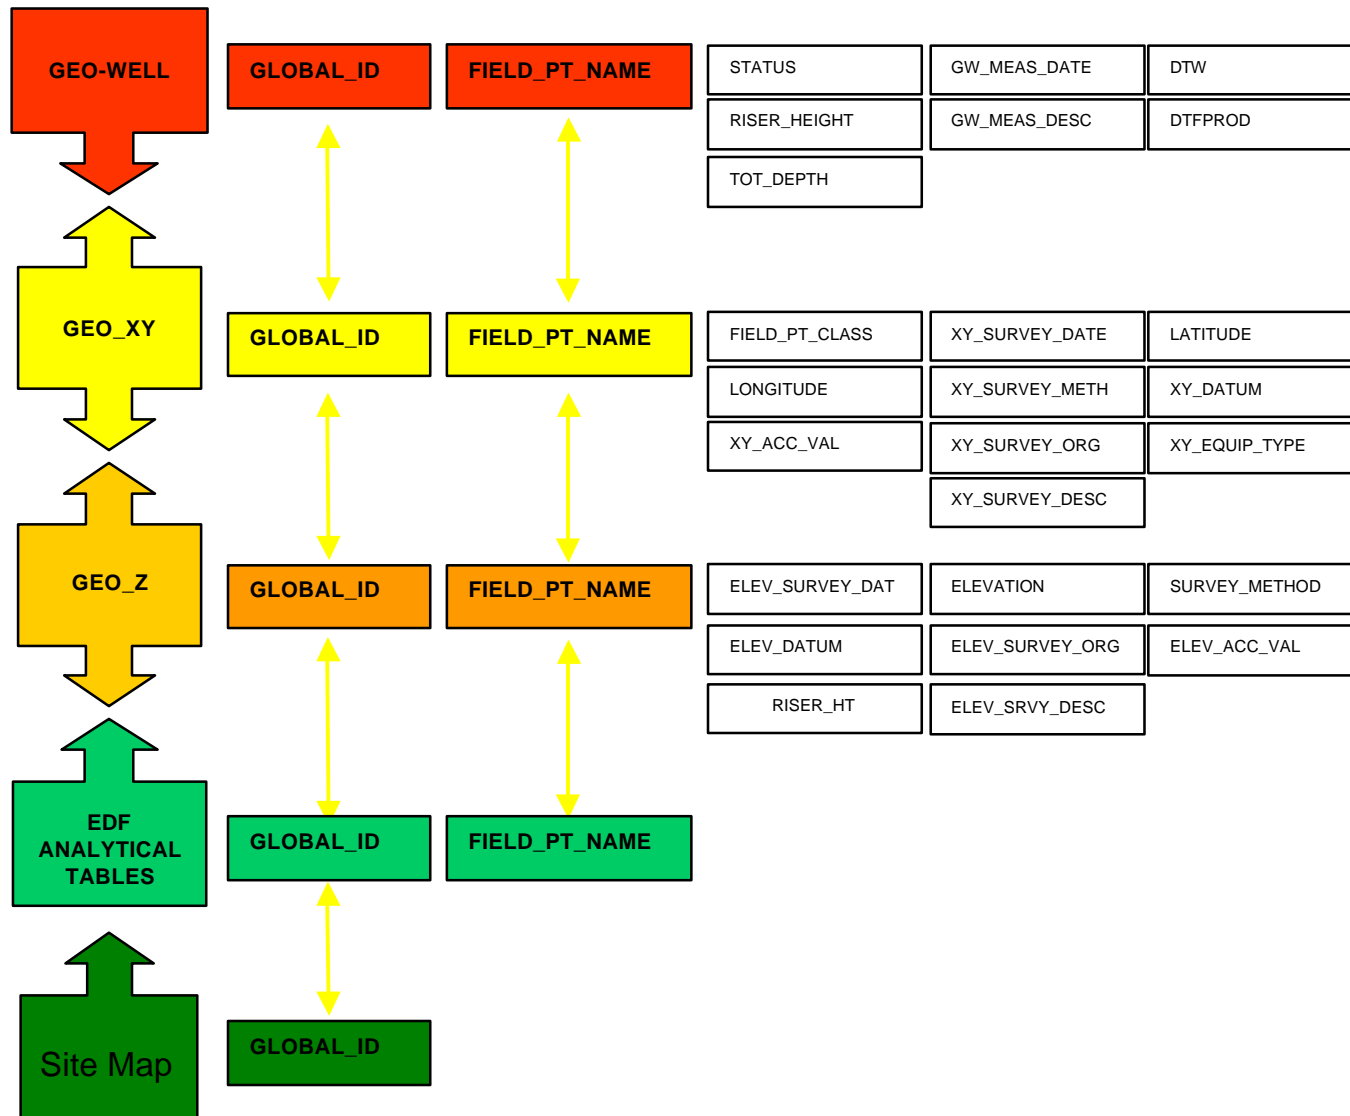 GEO-WELL
GLOBAL_ID
FIELD_PT_NAME
STATUS
GW_MEAS_DATE
DTW
RISER_HEIGHT
GW_MEAS_DESC
DTFPROD
TOT_DEPTH
GEO_XY
GLOBAL_ID
FIELD_PT_NAME
FIELD_PT_CLASS
XY_SURVEY_DATE
LATITUDE
LONGITUDE
XY_SURVEY_METH
XY_DATUM
XY_ACC_VAL
XY_SURVEY_ORG
XY_EQUIP_TYPE
XY_SURVEY_DESC
GEO_Z
GLOBAL_ID
FIELD_PT_NAME
ELEV_SURVEY_DAT
ELEVATION
SURVEY_METHOD
ELEV_DATUM
ELEV_SURVEY_ORG
ELEV_ACC_VAL
RISER_HT
ELEV_SRVY_DESC
EDF
ANALYTICAL
TABLES
GLOBAL_ID
FIELD_PT_NAME
Site Map
GLOBAL_ID